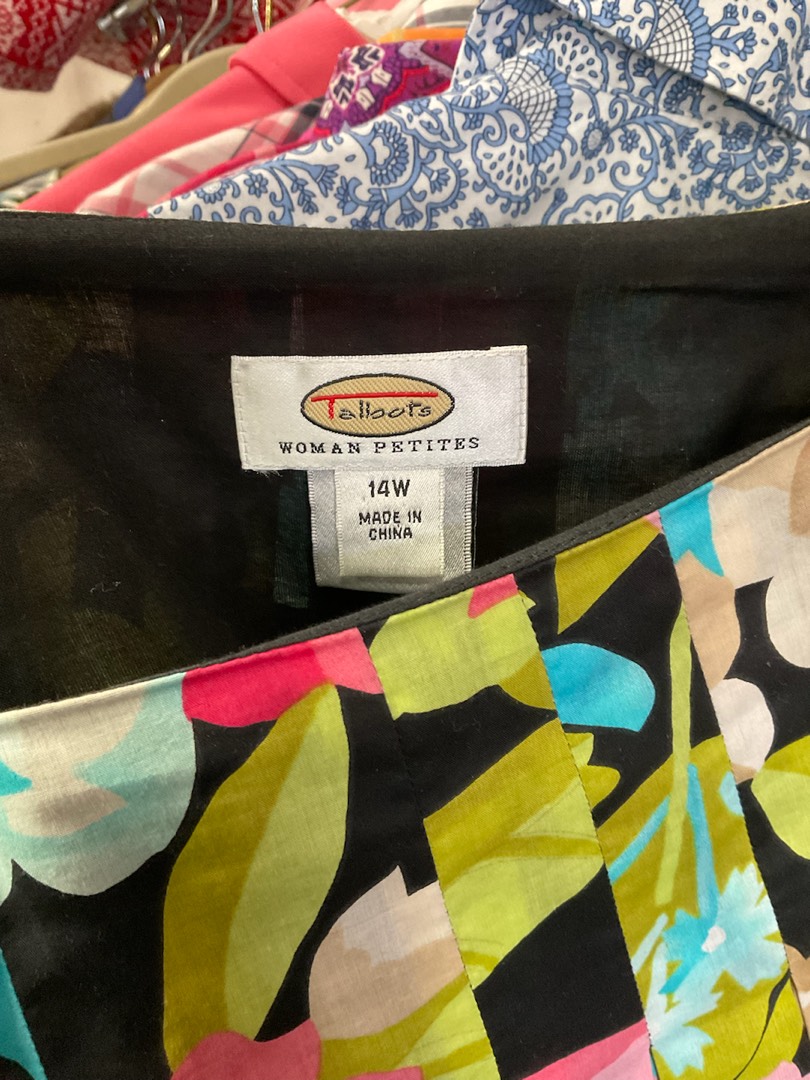 Talbots
WOMAN PETITES
14W
MADE IN
CHINA